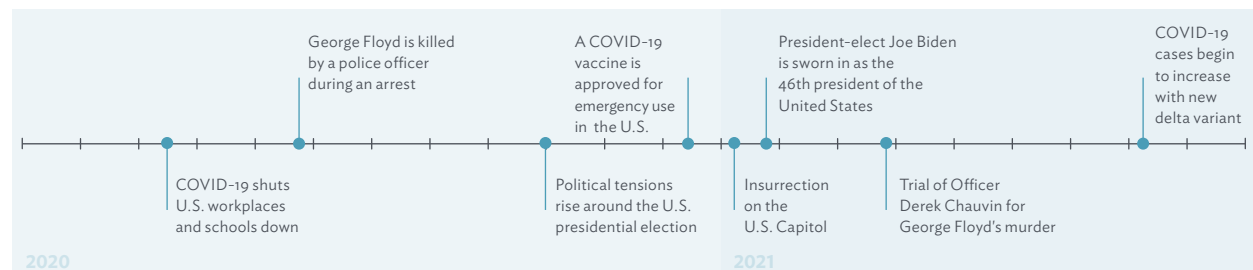 George Floyd is killed
by a police officer
during an arrest
A COVID-19
vaccine is
approved for
emergency use
in the U.S.
President-elect Joe Biden
is sworn in as the
46th president of the
United States
COVID-19
cases begin
to increase
with new
delta variant
COVID-19 shuts
U.S. workplaces
and schools down
Political tensions
rise around the U.S.
presidential election
Insurrection
on the
U.S. Capitol
Trial of Officer
Derek Chauvin for
George Floyd's murder
2020
2021